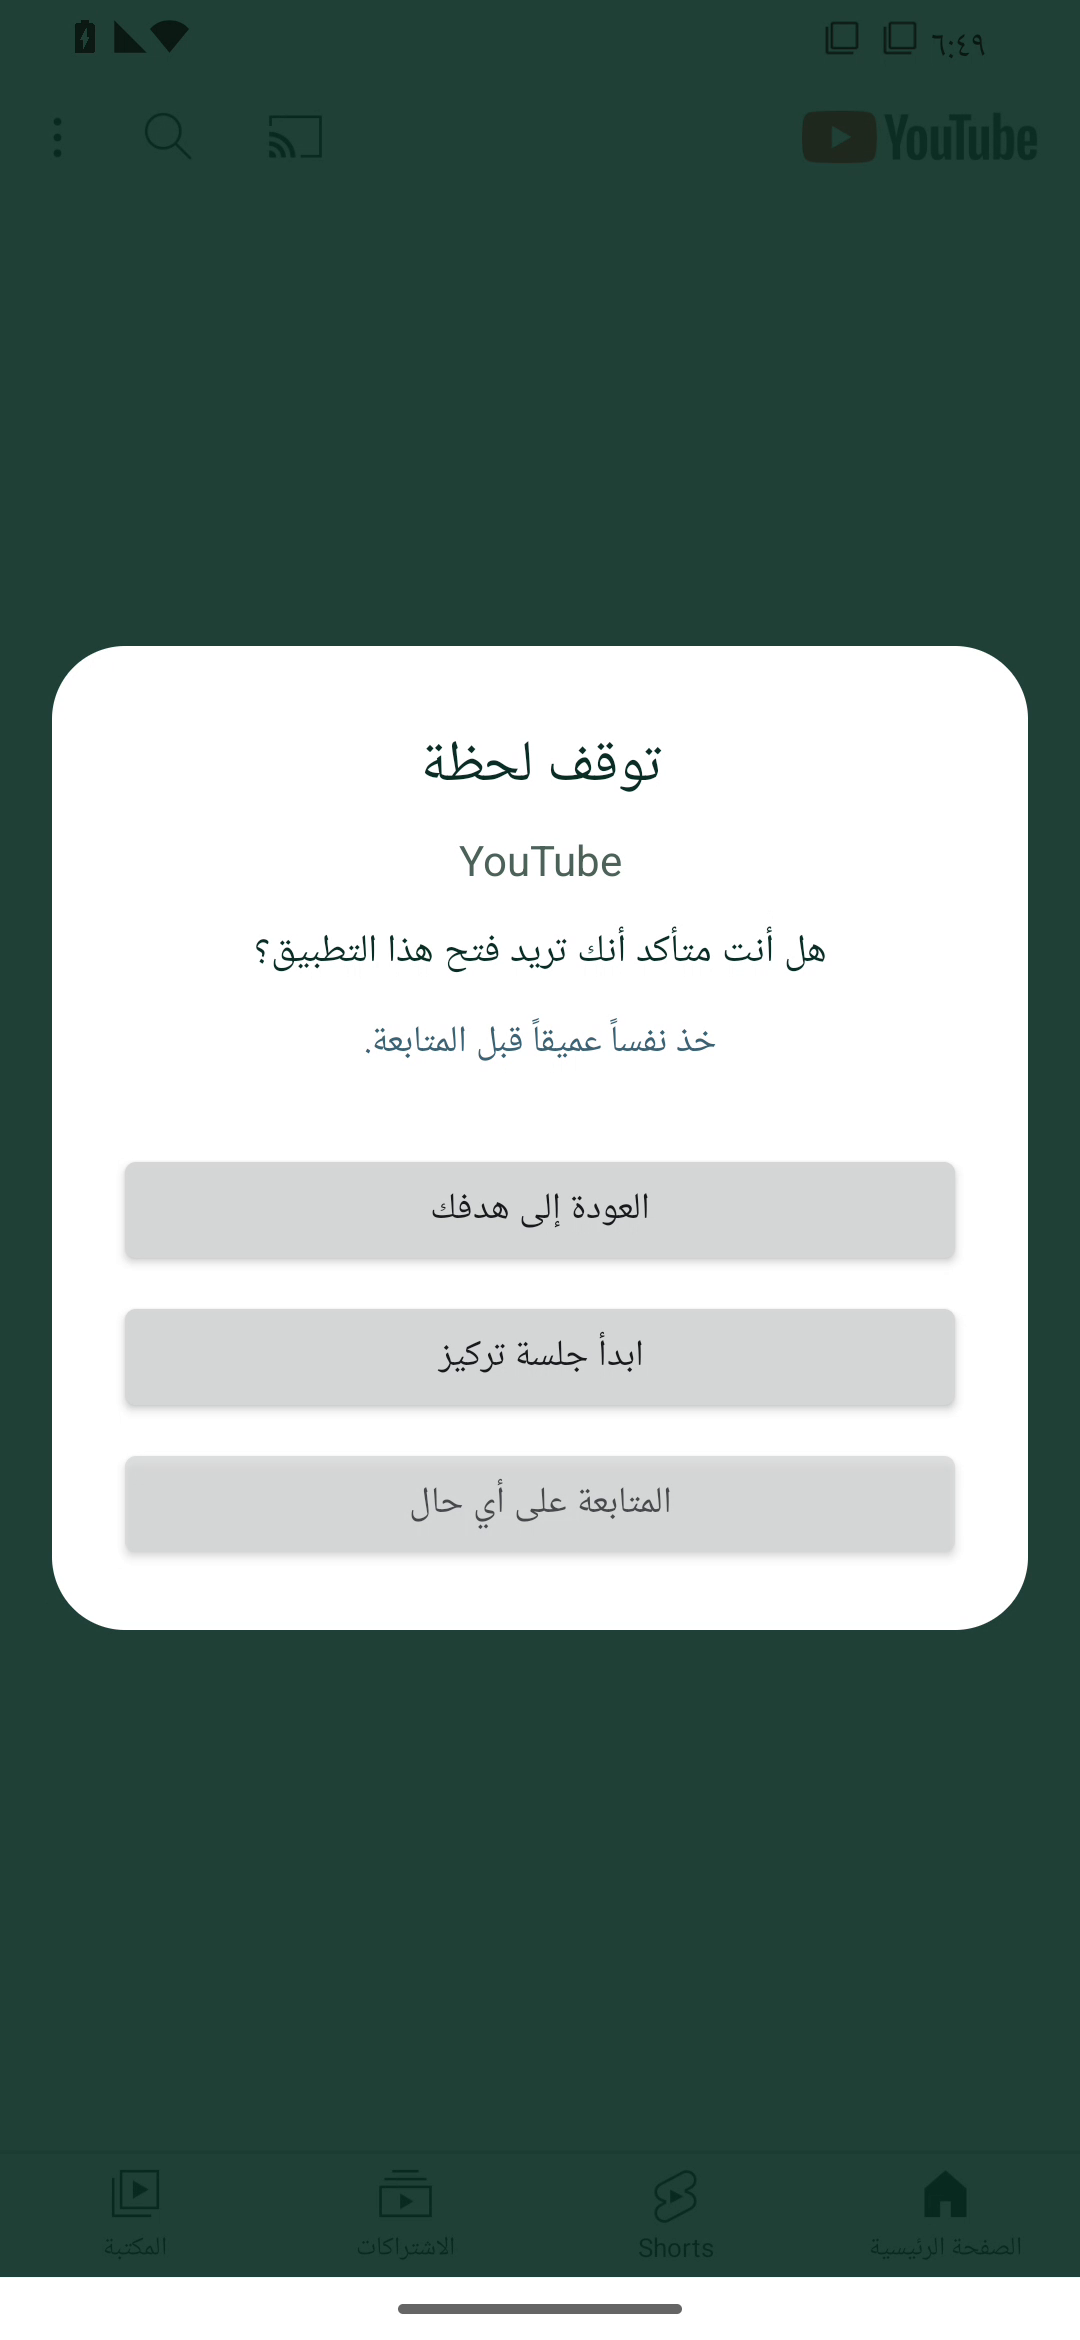 ٦:٤٩
YouTube
توقف لحظة
YouTube
هل أنت متأكد أنك تريد فتح هذا التطبيق؟
خذ نفساً عميقاً قبل المتابعة.
العودة إلى هدفك
ابدأ جلسة تركيز
المتابعة على أي حال
الصفحة الرئيسية
Shorts
الاشتراكات
المكتبة